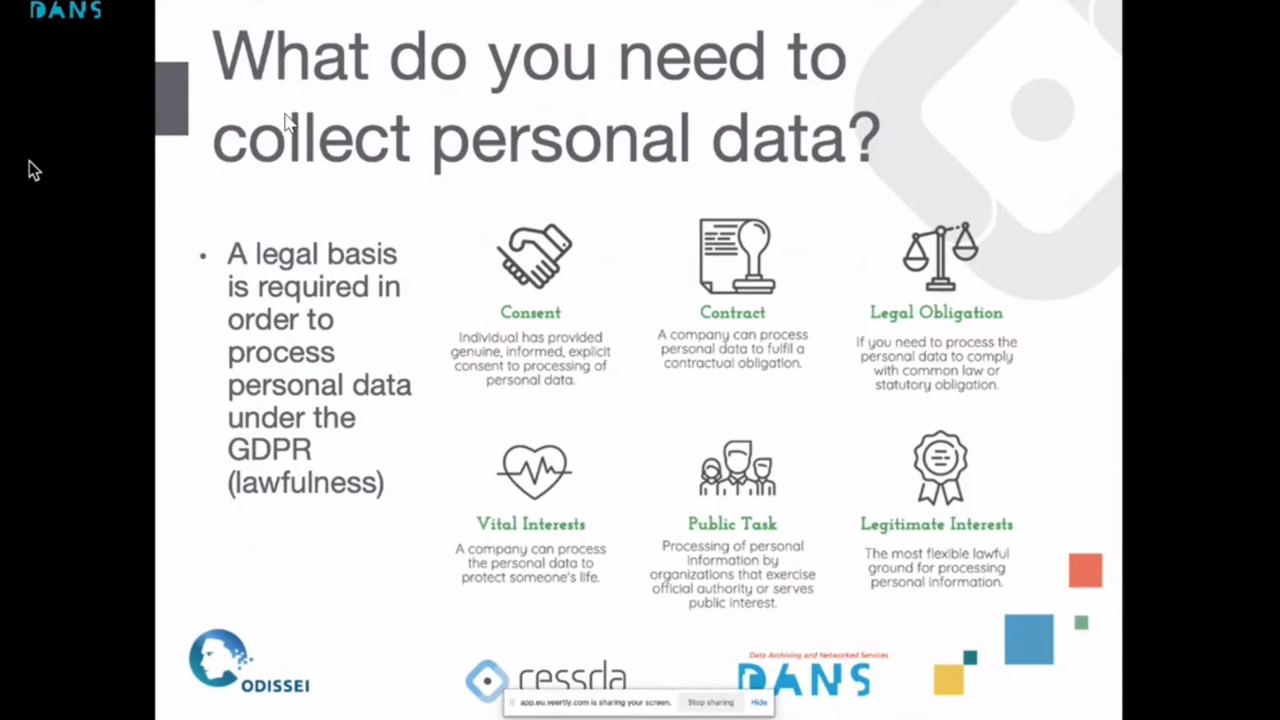 DANS
What do you need to
collect personal data?
• A legal basis
is required in
order to
process
personal data
under the
GDPR
(lawfulness)
Consent
Individual has provided
genuine, informed, explicit
consent to processing of
personal data.
Contract
A company can process
personal data to fulfil a
contractual obligation.
Legal Obligation
If you need to process the
personal data to comply
with common law or
statutory obligation.
Vital Interests
A company can process
the personal data to
protect someone's life.
Public Task
Processing of personal
information by
organizations that exercise
official authority or serves
public interest.
Legitimate Interests
The most flexible lawful
ground for processing
personal information.
ODISSEI
cessda
Data Archiving and Networked Services
DANS
app.eu.veertly.com is sharing your screen. Stop sharing Hide